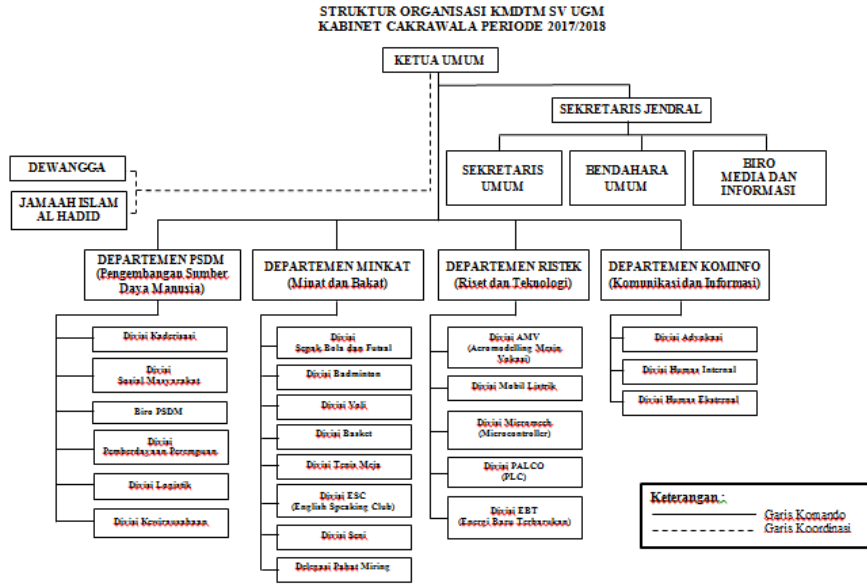 STRUKTUR ORGANISASI KMDTM SV UGM
KABINET CAKRAWALA PERIODE 2017/2018
KETUA UMUM
SEKRETARIS JENDRAL
SEKRETARIS
UMUM
BENDAHARA
UMUM
BIRO
MEDIA DAN
INFORMASI
DEWANGGA
JAMAAH ISLAM
AL HADID
DEPARTEMEN PSDM
(Pengembangan Sumber
Daya Manusia)
DEPARTEMEN MINKAT
(Minat dan Bakat)
DEPARTEMEN RISTEK
(Riset dan Teknologi)
DEPARTEMEN KOMINFO
(Komunikasi dan Informasi)
Divisi Kaderisasi
Divisi
Sosial Masyarakat
Biro PSDM
Divisi
Pemberdayaan Perempuan
Divisi Logistik
Divisi Kewirausahaan
Divisi
Sepak Bola dan Futsal
Divisi Badminton
Divisi Voli
Divisi Basket
Divisi Tenis Meja
Divisi ESC
(English Speaking Club)
Divisi Seni
Delegasi Pahat Miring
Divisi AMV
(Aeromodelling Mesin
Vokasi)
Divisi Mobil Listrik
Divisi Micromech
(Microcontroller)
Divisi PALCO
(PLC)
Divisi EBT
(Energi Baru Terbarukan)
Divisi Advokasi
Divisi Humas Internal
Divisi Humas Eksternal
Keterangan :
Garis Komando
Garis Koordinasi